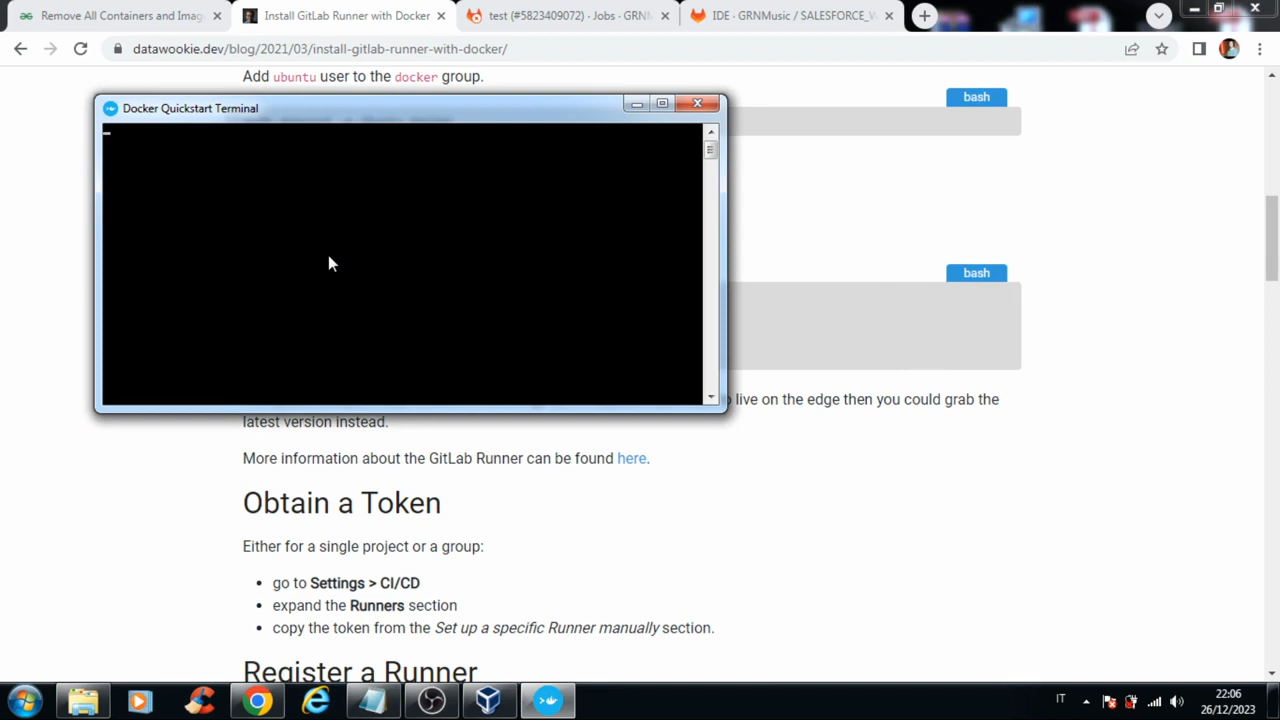 Remove All Containers and Imag
Install GitLab Runner with Docker
test (#5823409072) · Jobs · GRN
IDE · GRNMusic / SALESFORCE_
datawookie.dev/blog/2021/03/install-gitlab-runner-with-docker/
Add ubuntu user to the docker group.
bash
Docker Quickstart Terminal
bash
to live on the edge then you could grab the
latest version instead.
More information about the GitLab Runner can be found here.
Obtain a Token
Either for a single project or a group:
• go to Settings > CI/CD
• expand the Runners section
• copy the token from the Set up a specific Runner manually section.
Register a Runner
IT
22:06
26/12/2023